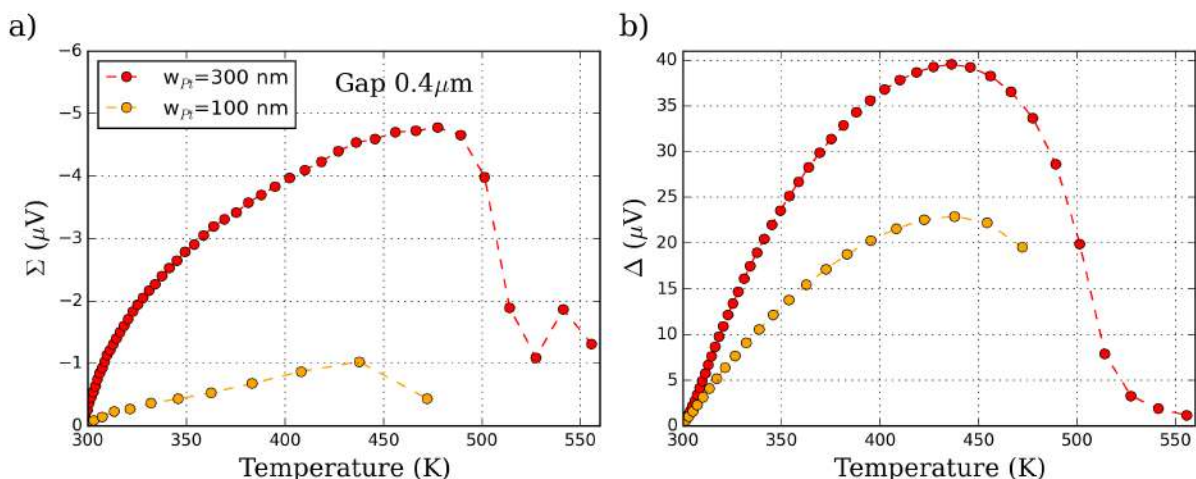 a)
−6
−5
−4
−3
−2
−1
0
Σ (μV)
w_Pt=300 nm
w_Pt=100 nm
Gap 0.4μm
300 350 400 450 500 550
Temperature (K)
b)
40
35
30
25
20
15
10
5
0
Δ (μV)
300 350 400 450 500 550
Temperature (K)